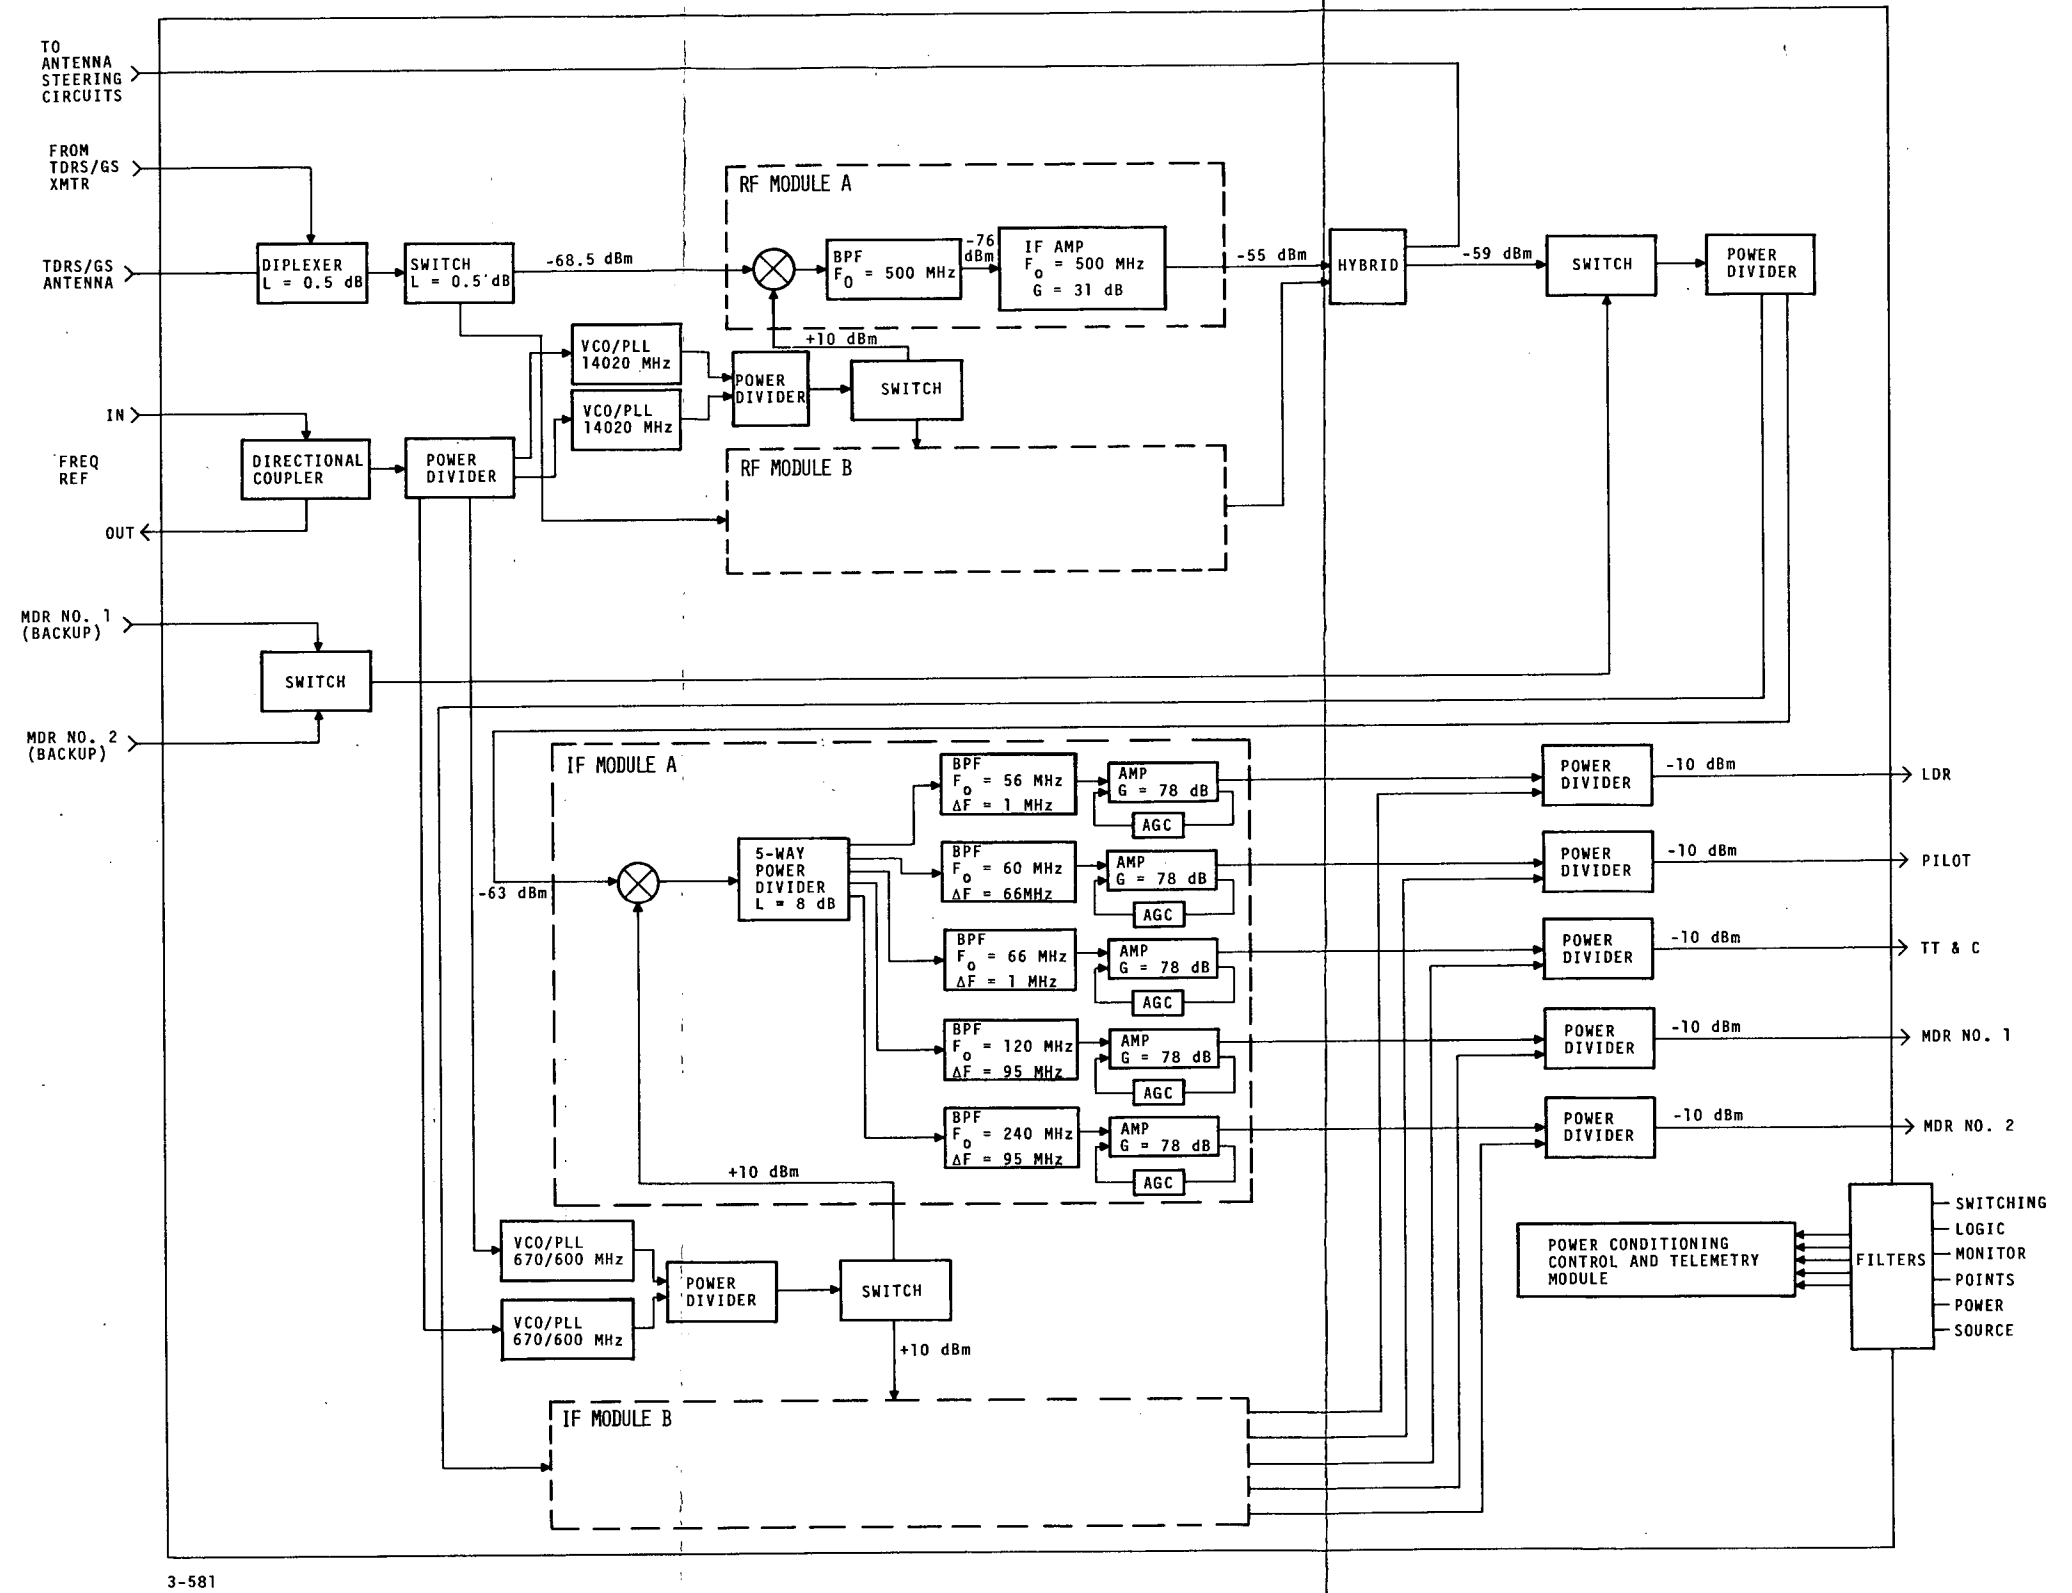 TO
ANTENNA
STEERING
CIRCUITS
FROM
TDRS/GS
XMTR
TDRS/GS
ANTENNA
DIPLEXER
L = 0.5 dB
SWITCH
L = 0.5 dB
-68.5 dBm
RF MODULE A
BPF
FO = 500 MHz
-76
dBm
IF AMP
Fo = 500 MHz
G = 31 dB
-55 dBm
HYBRID
-59 dBm
SWITCH
POWER
DIVIDER
+10 dBm
VCO/PLL
14020 MHz
VCO/PLL
14020 MHz
POWER
DIVIDER
SWITCH
IN
FREQ
REF
OUT
DIRECTIONAL
COUPLER
POWER
DIVIDER
RF MODULE B
MDR NO. 1
(BACKUP)
SWITCH
MDR NO. 2
(BACKUP)
IF MODULE A
-63 dBm
5-WAY
POWER
DIVIDER
L = 8 dB
BPF
Fo = 56 MHz
ΔF = 1 MHz
AMP
G = 78 dB
AGC
POWER
DIVIDER
-10 dBm
LDR
BPF
Fo = 60 MHz
ΔF = 66MHz
AMP
G = 78 dB
AGC
POWER
DIVIDER
-10 dBm
PILOT
BPF
Fo = 66 MHz
ΔF = 1 MHz
AMP
G = 78 dB
AGC
POWER
DIVIDER
-10 dBm
TT & C
BPF
Fo = 120 MHz
ΔF = 95 MHz
AMP
G = 78 dB
AGC
POWER
DIVIDER
-10 dBm
MDR NO. 1
BPF
Fo = 240 MHz
ΔF = 95 MHz
AMP
G = 78 dB
AGC
POWER
DIVIDER
-10 dBm
MDR NO. 2
+10 dBm
VCO/PLL
670/600 MHz
VCO/PLL
670/600 MHz
POWER
DIVIDER
SWITCH
+10 dBm
POWER CONDITIONING
CONTROL AND TELEMETRY
MODULE
FILTERS
SWITCHING
LOGIC
MONITOR
POINTS
POWER
SOURCE
IF MODULE B
3-581